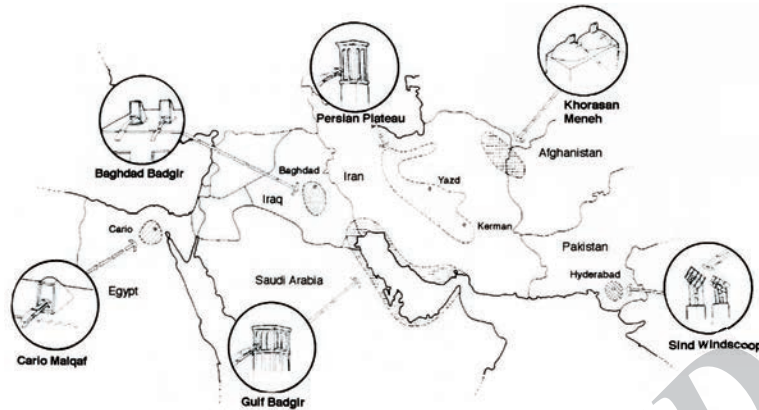 Persian Plateau
Khorasan
Meneh
Baghdad Badgir
Baghdad
Iran
Afghanistan
Yazd
Iraq
Cario
Kerman
Pakistan
Egypt
Saudi Arabia
Hyderabad
Cario Malqaf
Sind Windscoop
Gulf Badgir